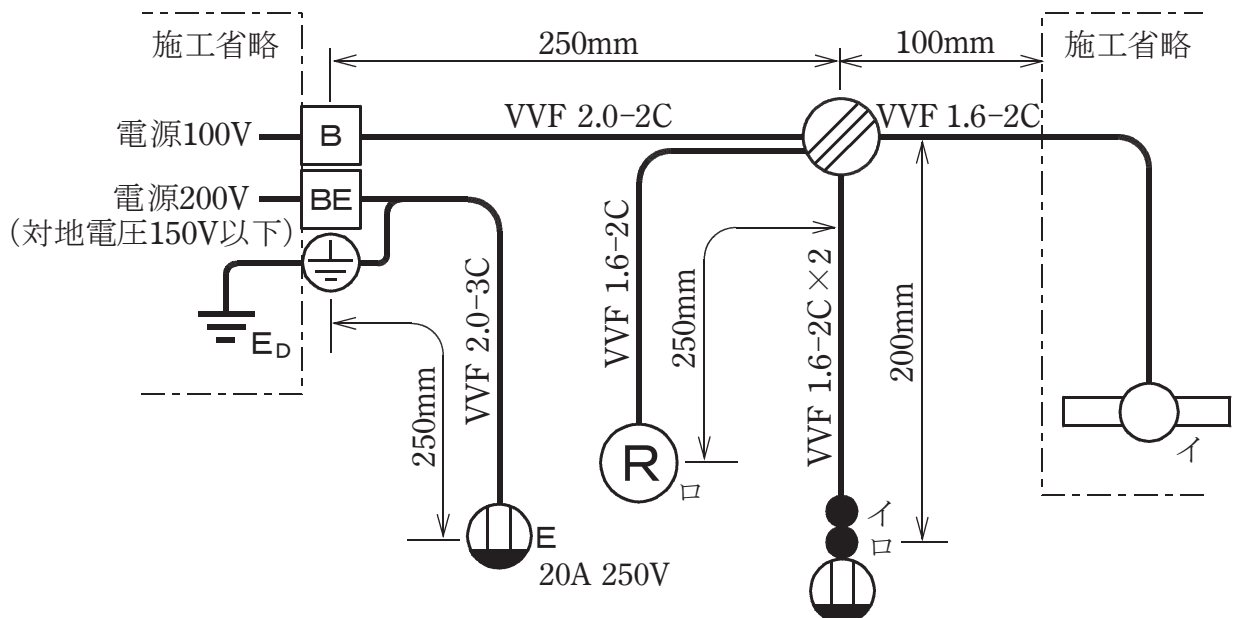 施工省略
250mm
100mm
施工省略
電源100V
B
VVF 2.0-2C
VVF 1.6-2C
電源200V
BE
(対地電圧150V以下)
ED
250mm
VVF 2.0-3C
VVF 1.6-2C
250mm
VVF 1.6-2C×2
200mm
R
ロ
イ
イ
ロ
E
20A 250V